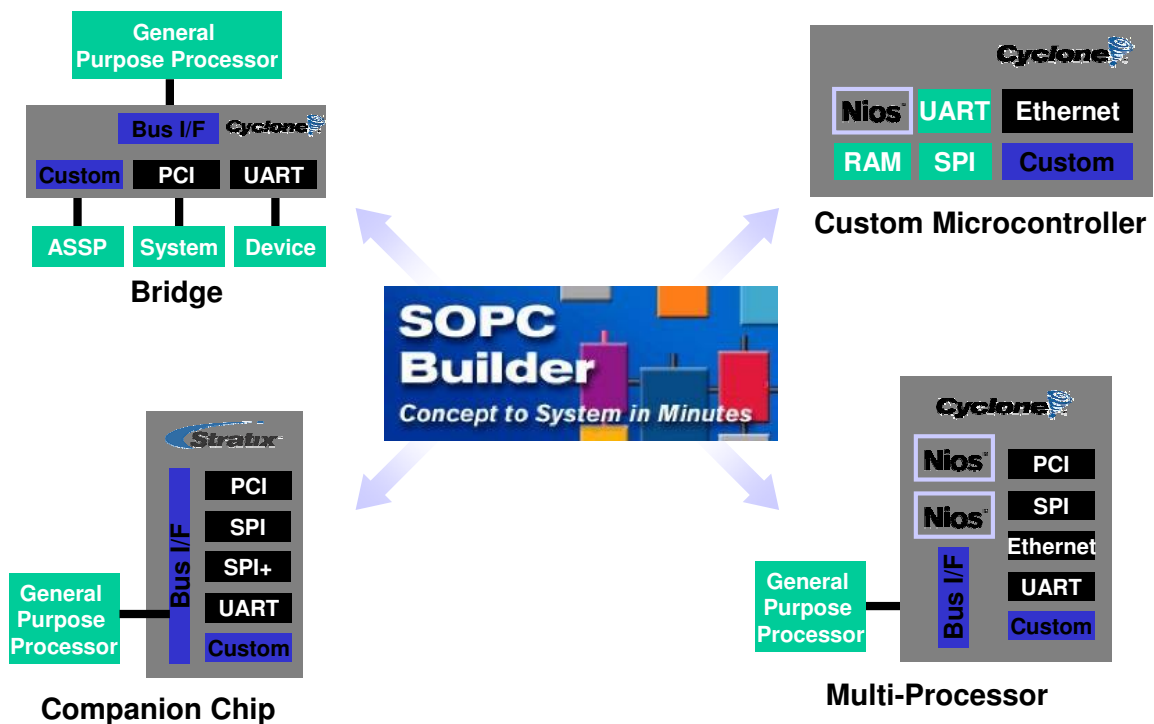 General
Purpose Processor
Bus I/F
Cyclone
Custom
PCI
UART
ASSP
System
Device
Bridge
Cyclone
Nios
UART
Ethernet
RAM
SPI
Custom
Custom Microcontroller
SOPC
Builder
Concept to System in Minutes
Stratix
Bus I/F
PCI
SPI
SPI+
UART
Custom
General
Purpose
Processor
Companion Chip
Cyclone
Nios
Nios
Bus I/F
PCI
SPI
Ethernet
UART
Custom
General
Purpose
Processor
Multi-Processor